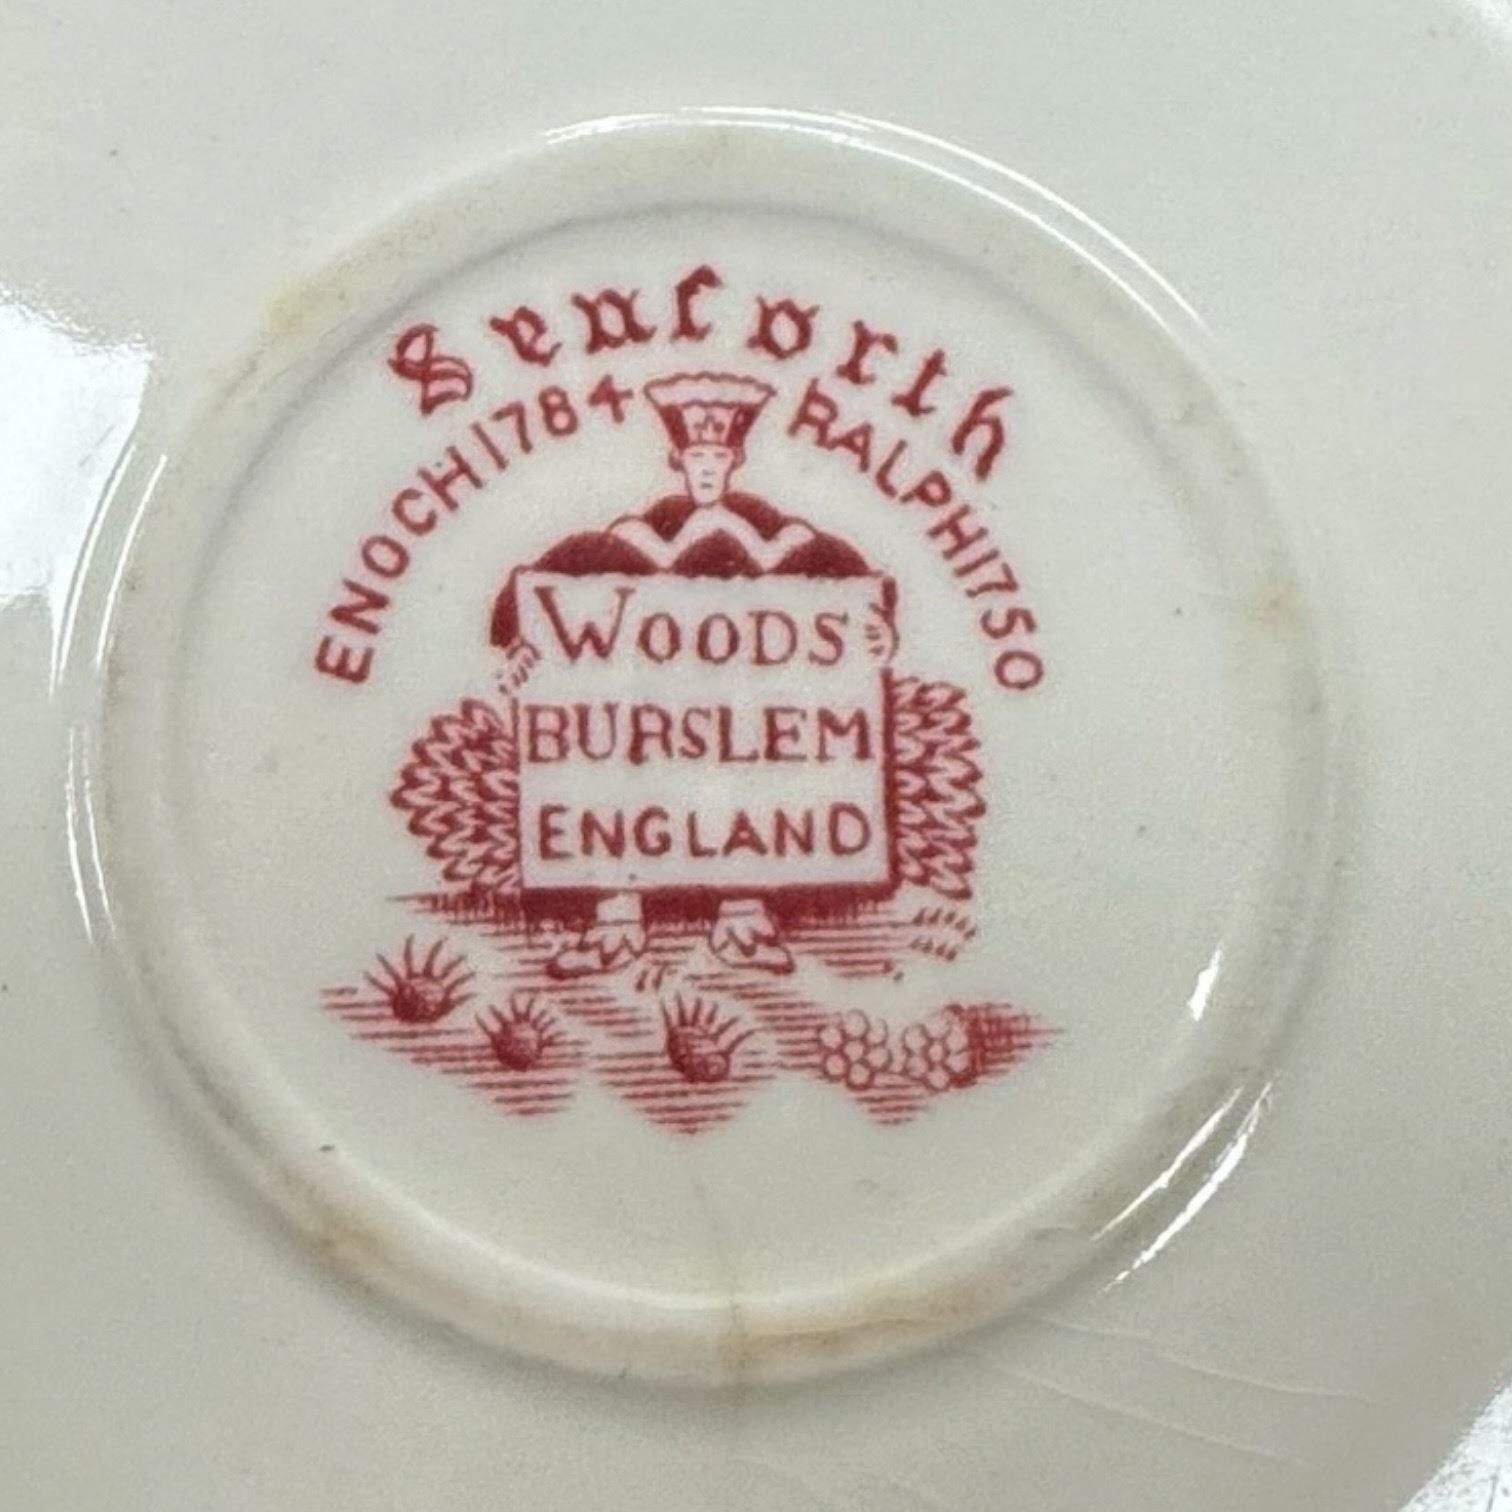 Seaforth
ENOCH 1784 RALPH 1750
WOODS
BURSLEM
ENGLAND